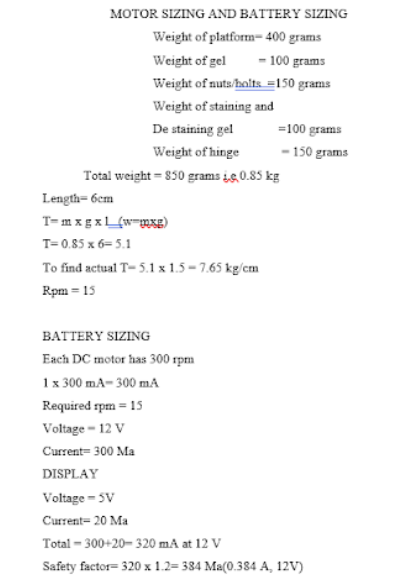 MOTOR SIZING AND BATTERY SIZING
Weight of platform= 400 grams
Weight of gel = 100 grams
Weight of nuts/bolts =150 grams
Weight of staining and
De staining gel =100 grams
Weight of hinge = 150 grams
Total weight = 850 grams i.e 0.85 kg
Length= 6cm
T= m x g x L (w=mxg)
T= 0.85 x 6= 5.1
To find actual T= 5.1 x 1.5 = 7.65 kg/cm
Rpm = 15
BATTERY SIZING
Each DC motor has 300 rpm
1 x 300 mA= 300 mA
Required rpm = 15
Voltage = 12 V
Current= 300 Ma
DISPLAY
Voltage = 5V
Current= 20 Ma
Total = 300+20= 320 mA at 12 V
Safety factor= 320 x 1.2= 384 Ma(0.384 A, 12V)